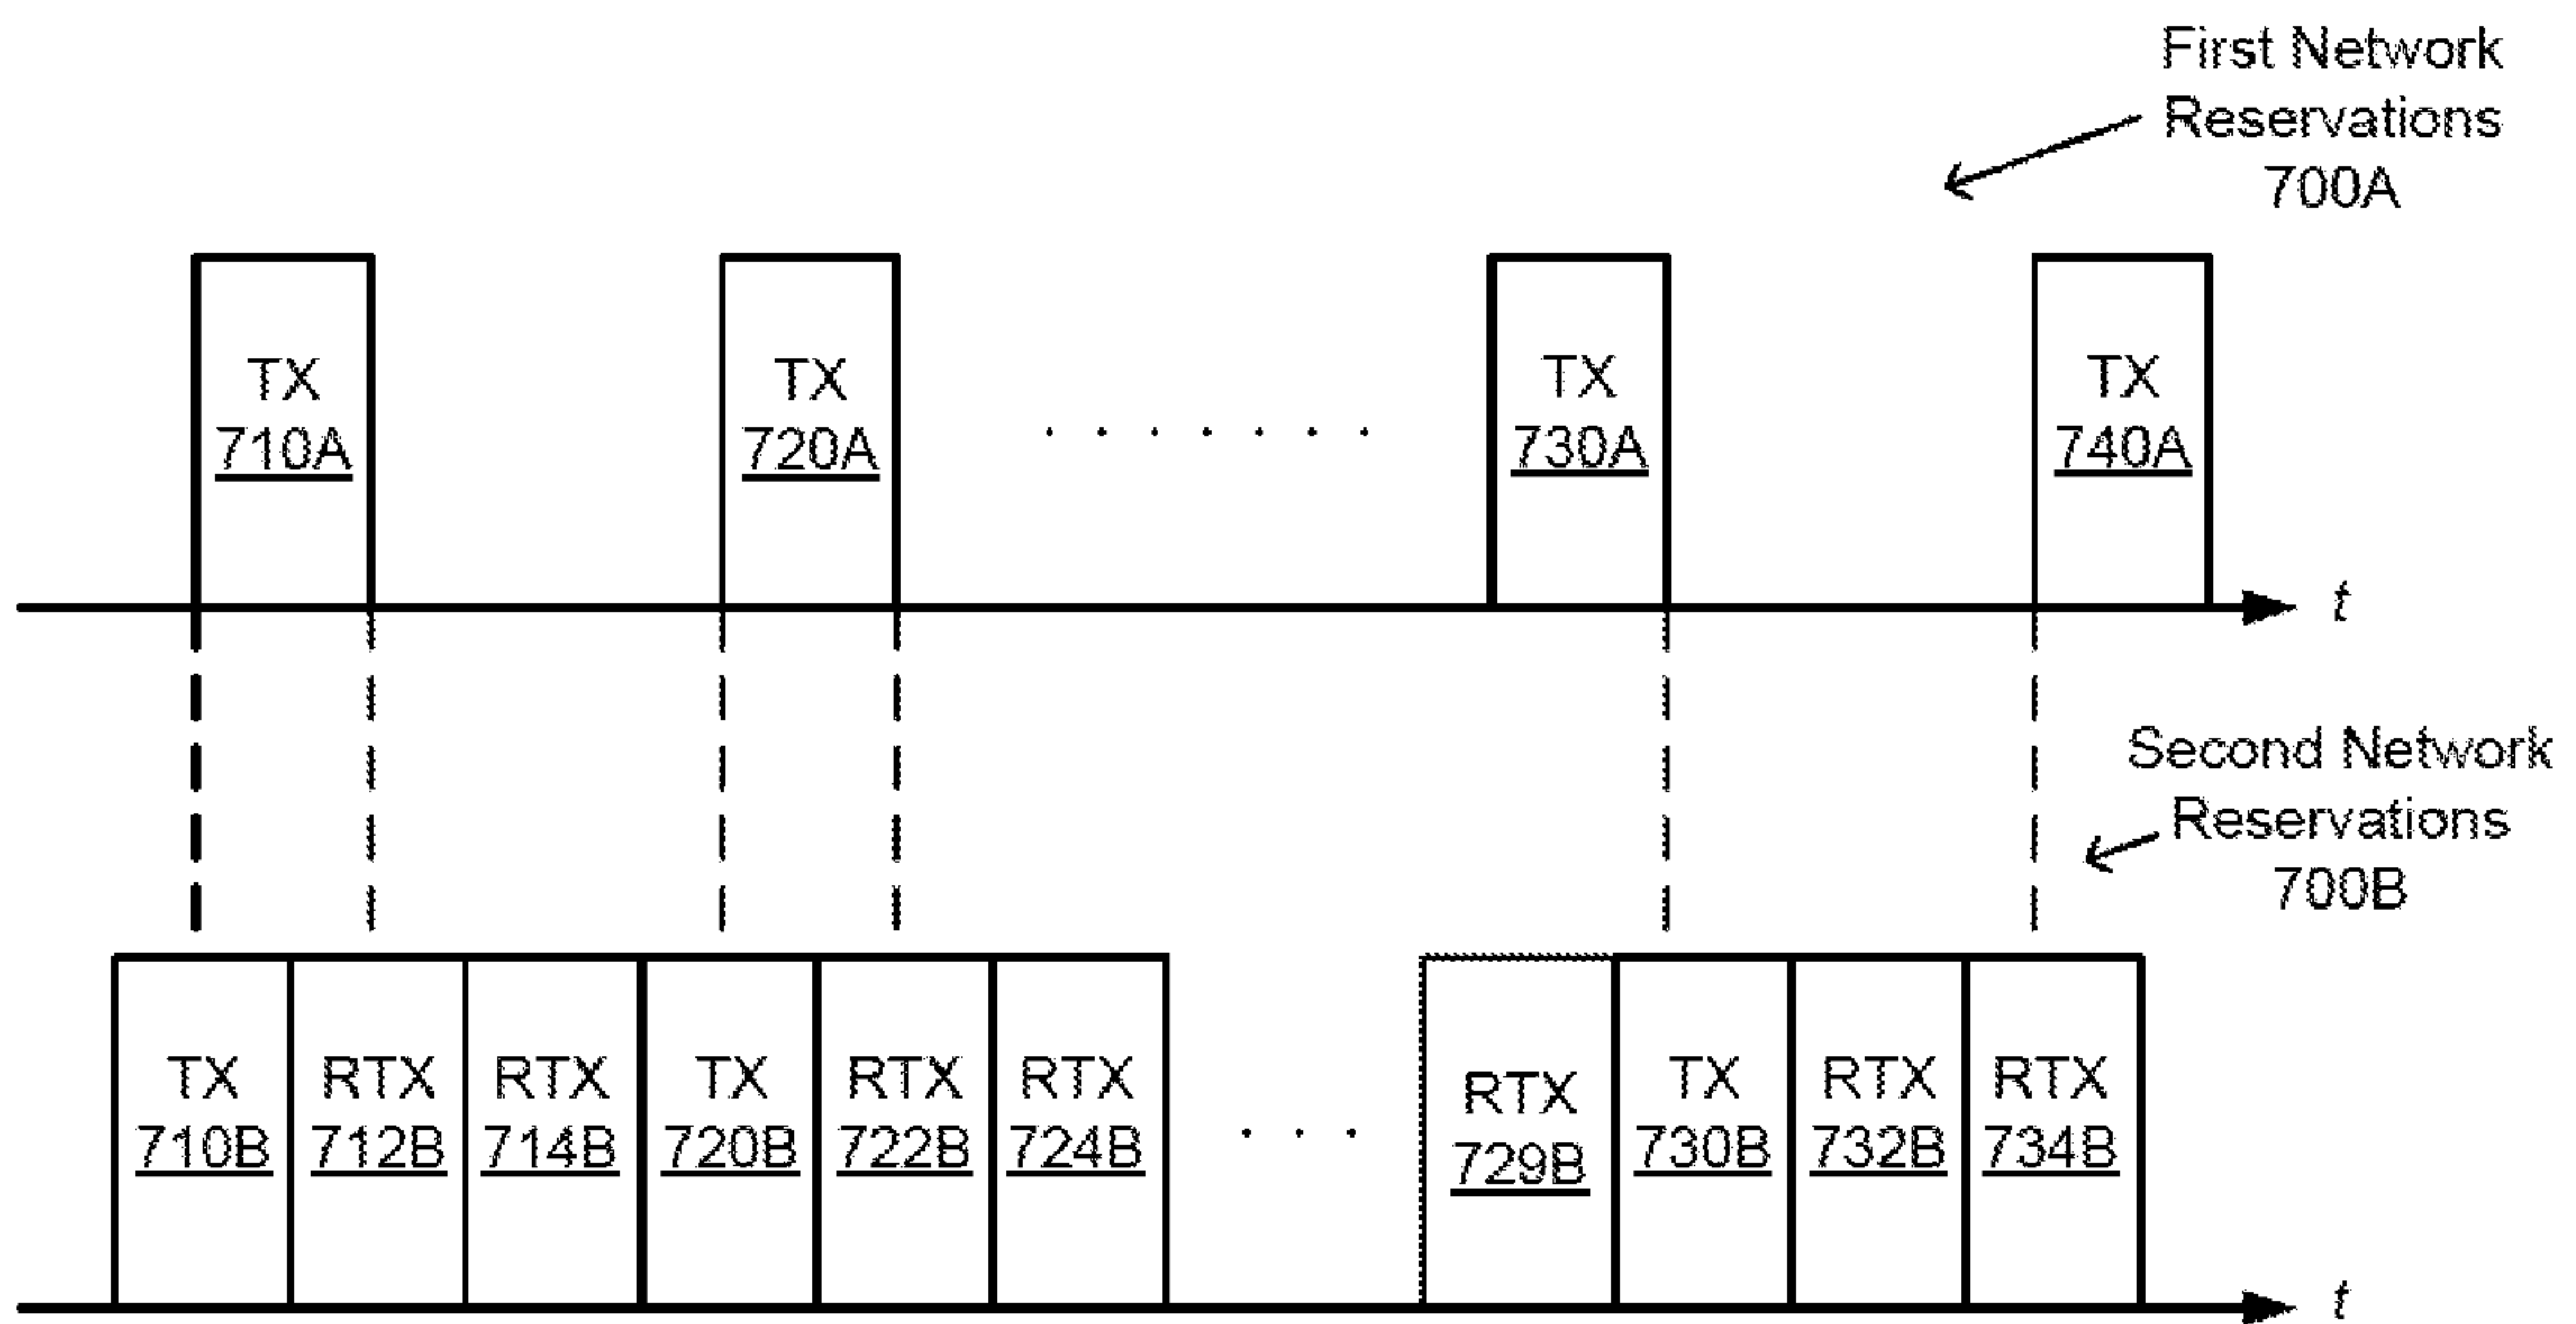 First Network
Reservations
700A
TX
710A
TX
720A
. . . . . . .
TX
730A
TX
740A
t
Second Network
Reservations
700B
TX
710B
RTX
712B
RTX
714B
TX
720B
RTX
722B
RTX
724B
. . .
RTX
729B
TX
730B
RTX
732B
RTX
734B
t